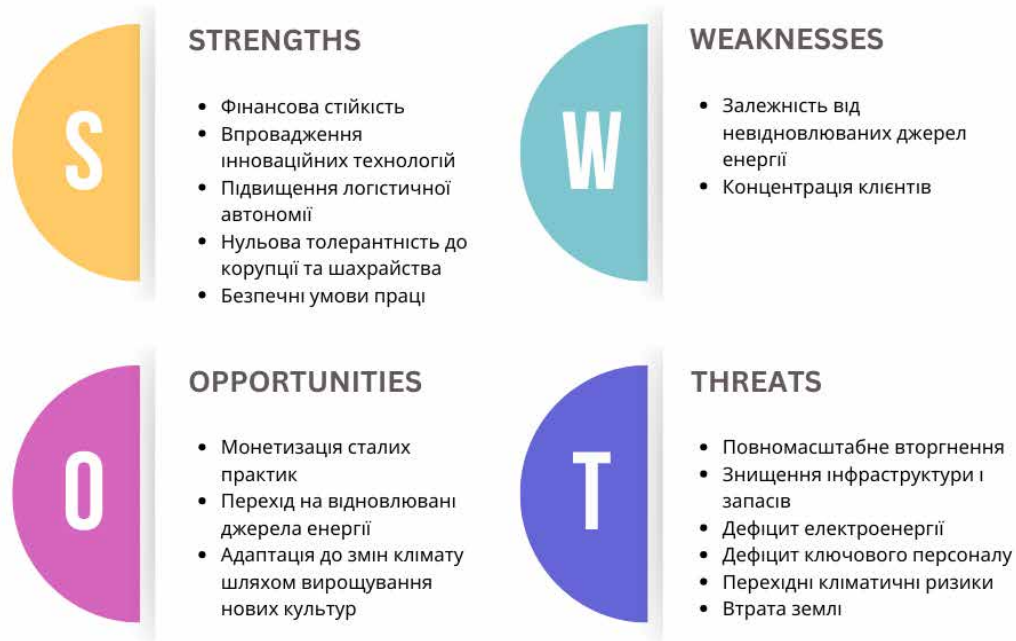 S
STRENGTHS
• Фінансова стійкість
• Впровадження
інноваційних технологій
• Підвищення логістичної
автономії
• Нульова толерантність до
корупції та шахрайства
• Безпечні умови праці
W
WEAKNESSES
• Залежність від
невідновлюваних джерел
енергії
• Концентрація клієнтів
O
OPPORTUNITIES
• Монетизація сталих
практик
• Перехід на відновлювані
джерела енергії
• Адаптація до змін клімату
шляхом вирощування
нових культур
T
THREATS
• Повномасштабне вторгнення
• Знищення інфраструктури і
запасів
• Дефіцит електроенергії
• Дефіцит ключового персоналу
• Перехідні кліматичні ризики
• Втрата землі